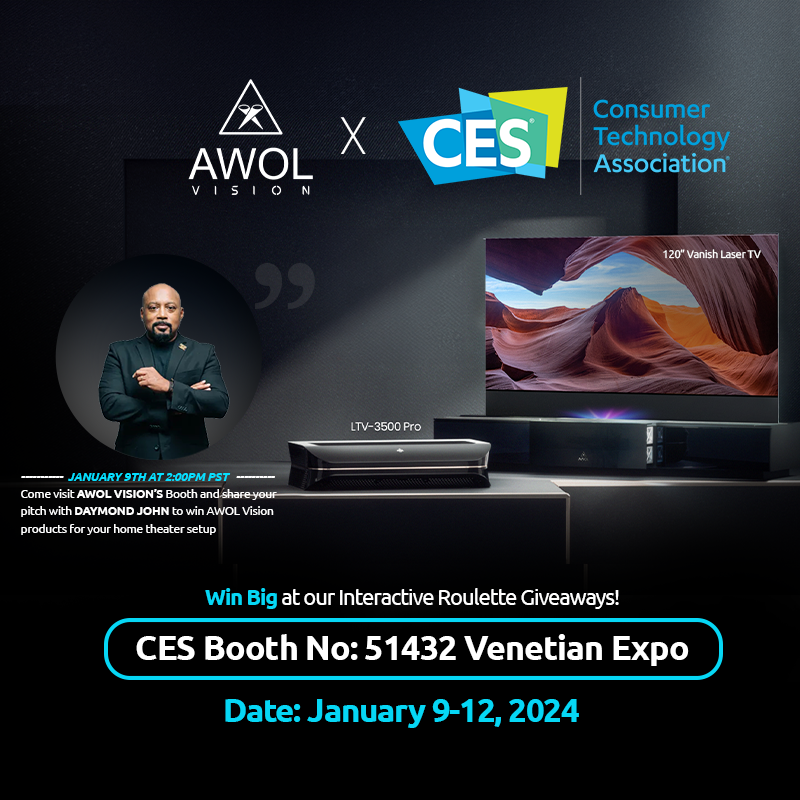 AWOL
VISION
X
CES®
Consumer
Technology
Association®
120" Vanish Laser TV
LTV-3500 Pro
JANUARY 9TH AT 2:00PM PST
Come visit AWOL VISION'S Booth and share your
pitch with DAYMOND JOHN to win AWOL Vision
products for your home theater setup
Win Big at our Interactive Roulette Giveaways!
CES Booth No: 51432 Venetian Expo
Date: January 9-12, 2024